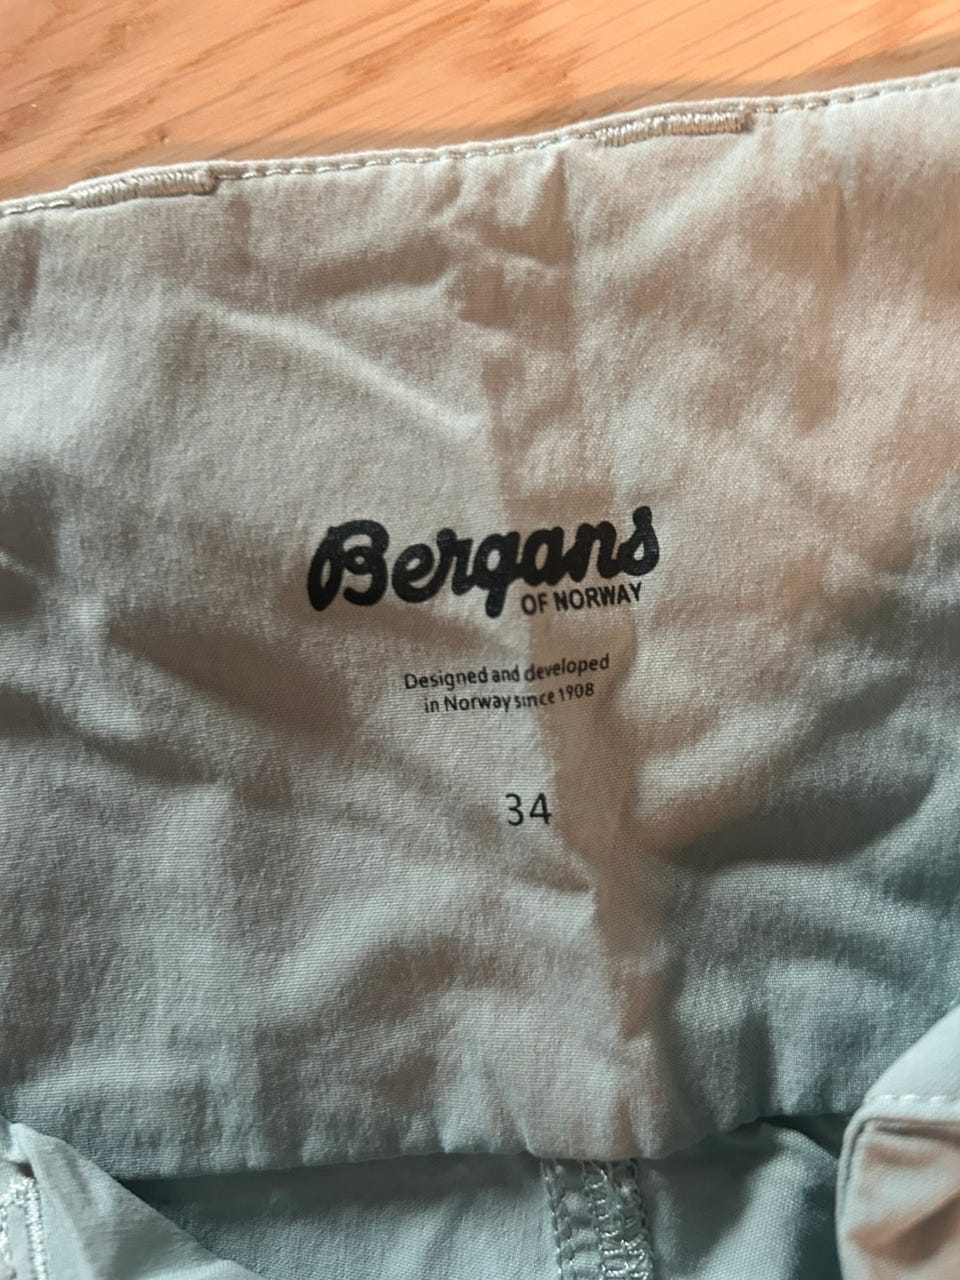 Bergans
OF NORWAY
Designed and developed
in Norway since 1908
34